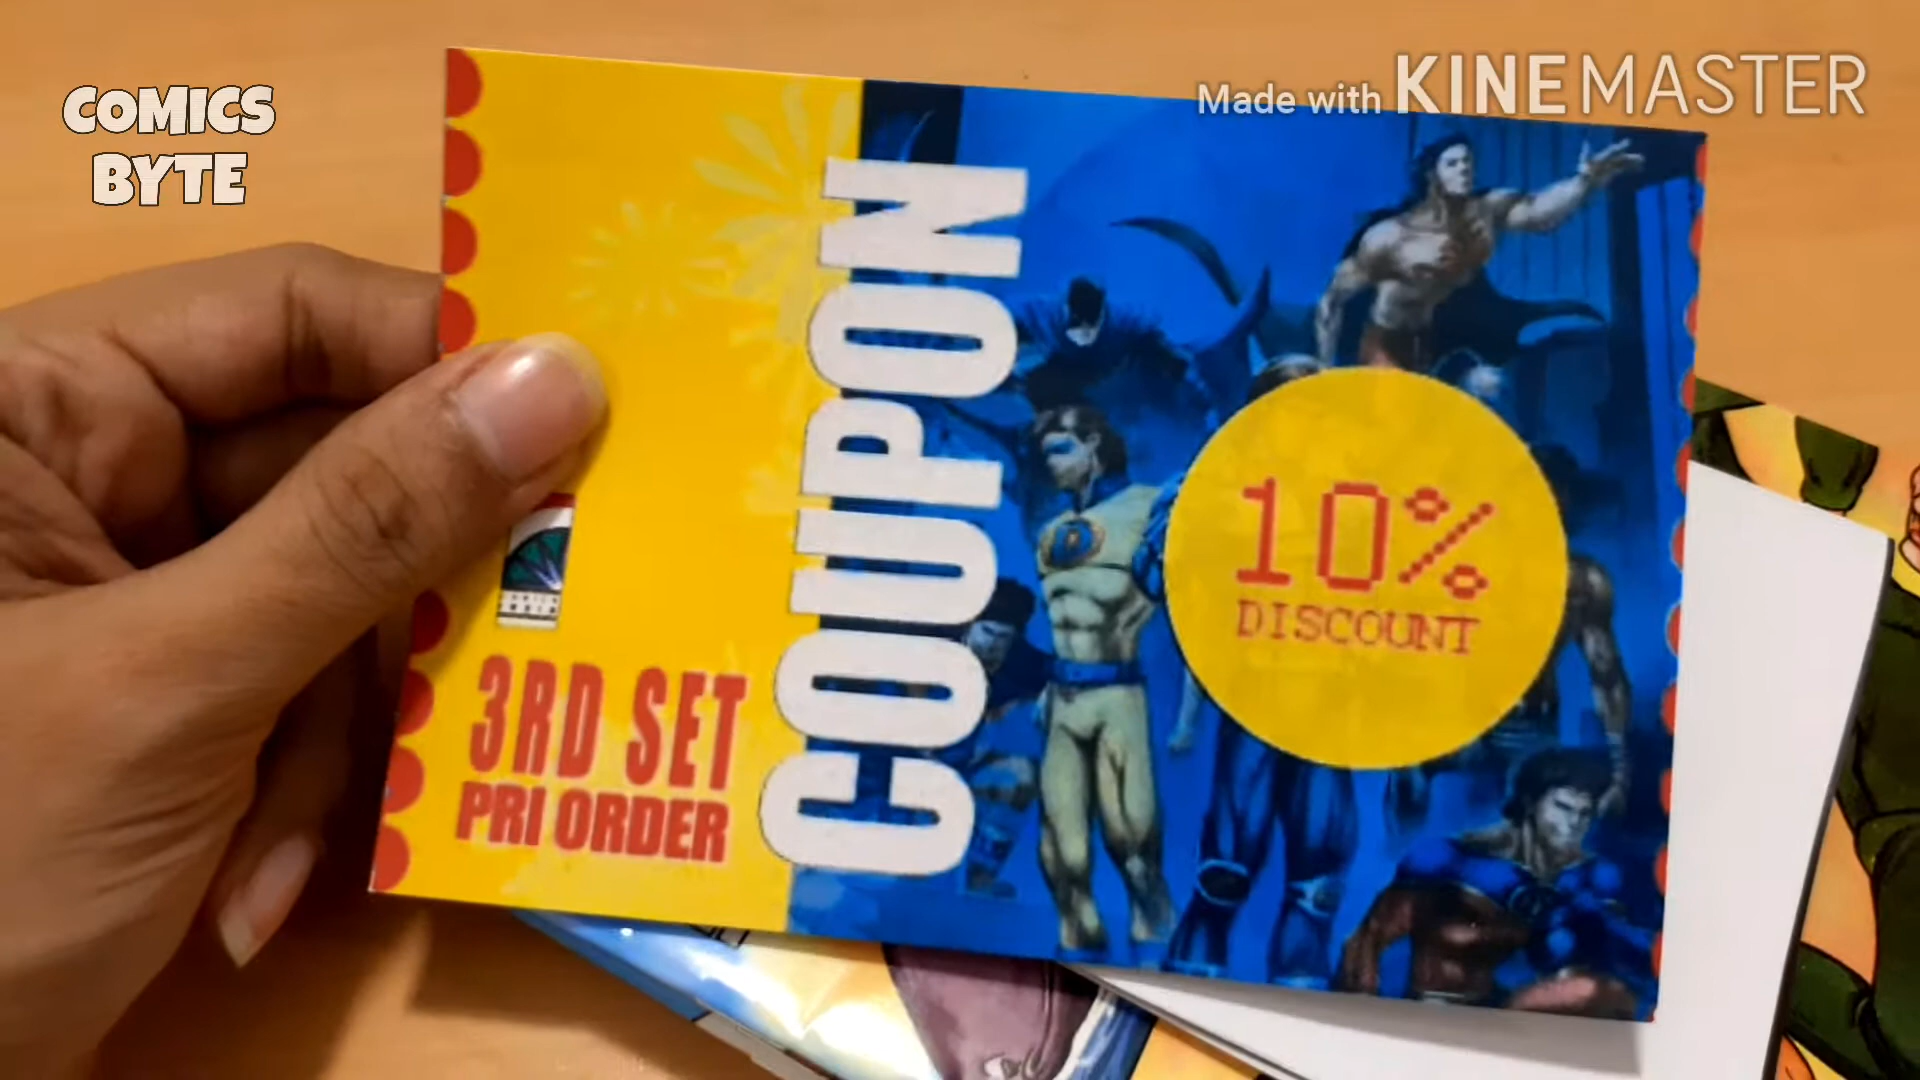 COMICS
BYTE
Made with KINEMASTER
COUPON
10%
DISCOUNT
3RD SET
PRI ORDER
D